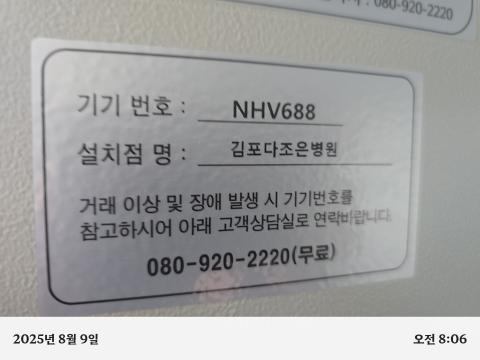 080-920-2220
기기 번호 : NHV688
설치점 명 : 김포다조은병원
거래 이상 및 장애 발생 시 기기번호를
참고하시어 아래 고객상담실로 연락바랍니다.
080-920-2220(무료)
2025년 8월 9일
오전 8:06